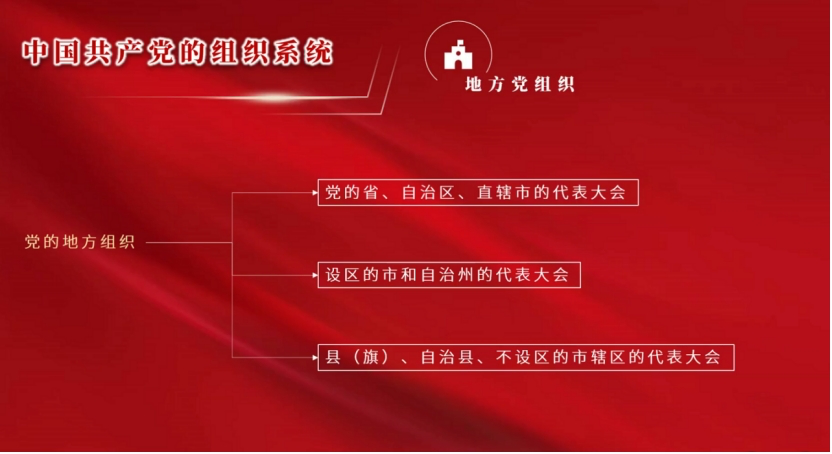 中国共产党的组织系统
地方党组织
党的省、自治区、直辖市的代表大会
党的地方组织
设区的市和自治州的代表大会
县（旗）、自治县、不设区的市辖区的代表大会